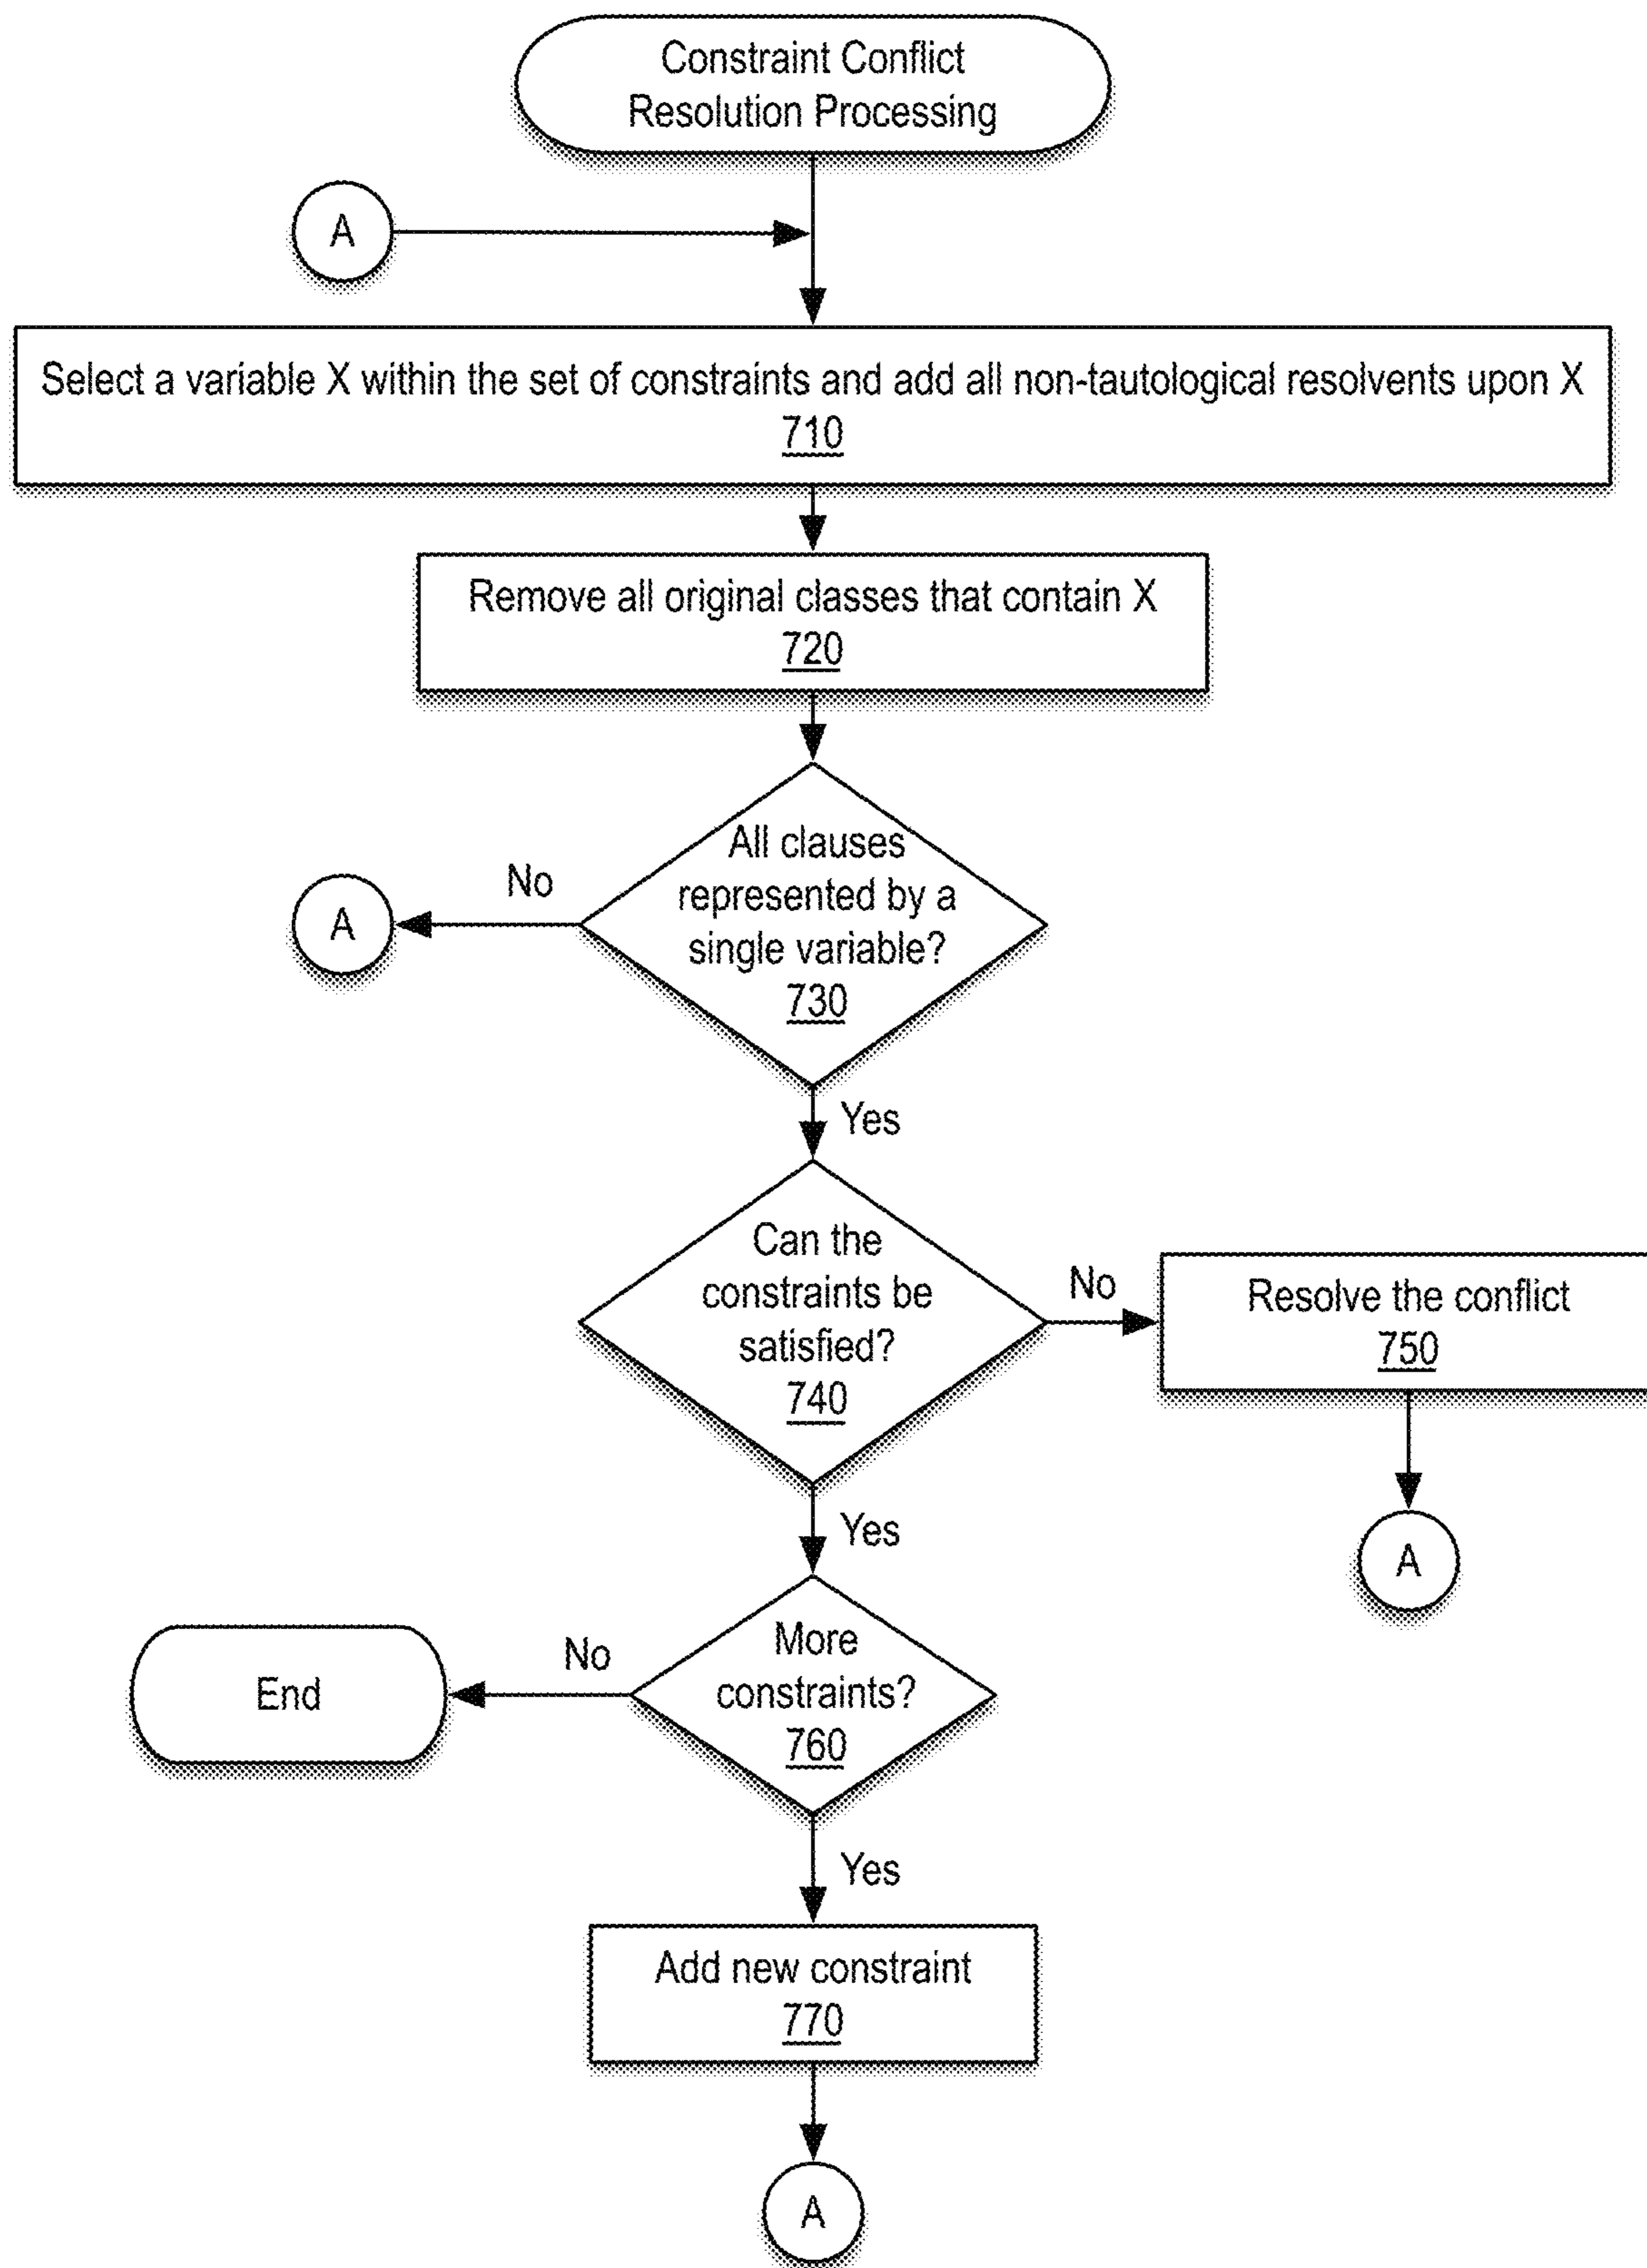 Constraint Conflict
Resolution Processing
A
Select a variable X within the set of constraints and add all non-tautological resolvents upon X
710
Remove all original classes that contain X
720
All clauses
represented by a
single variable?
730
No
A
Yes
Can the
constraints be
satisfied?
740
No
Resolve the conflict
750
A
Yes
More
constraints?
760
No
End
Yes
Add new constraint
770
A